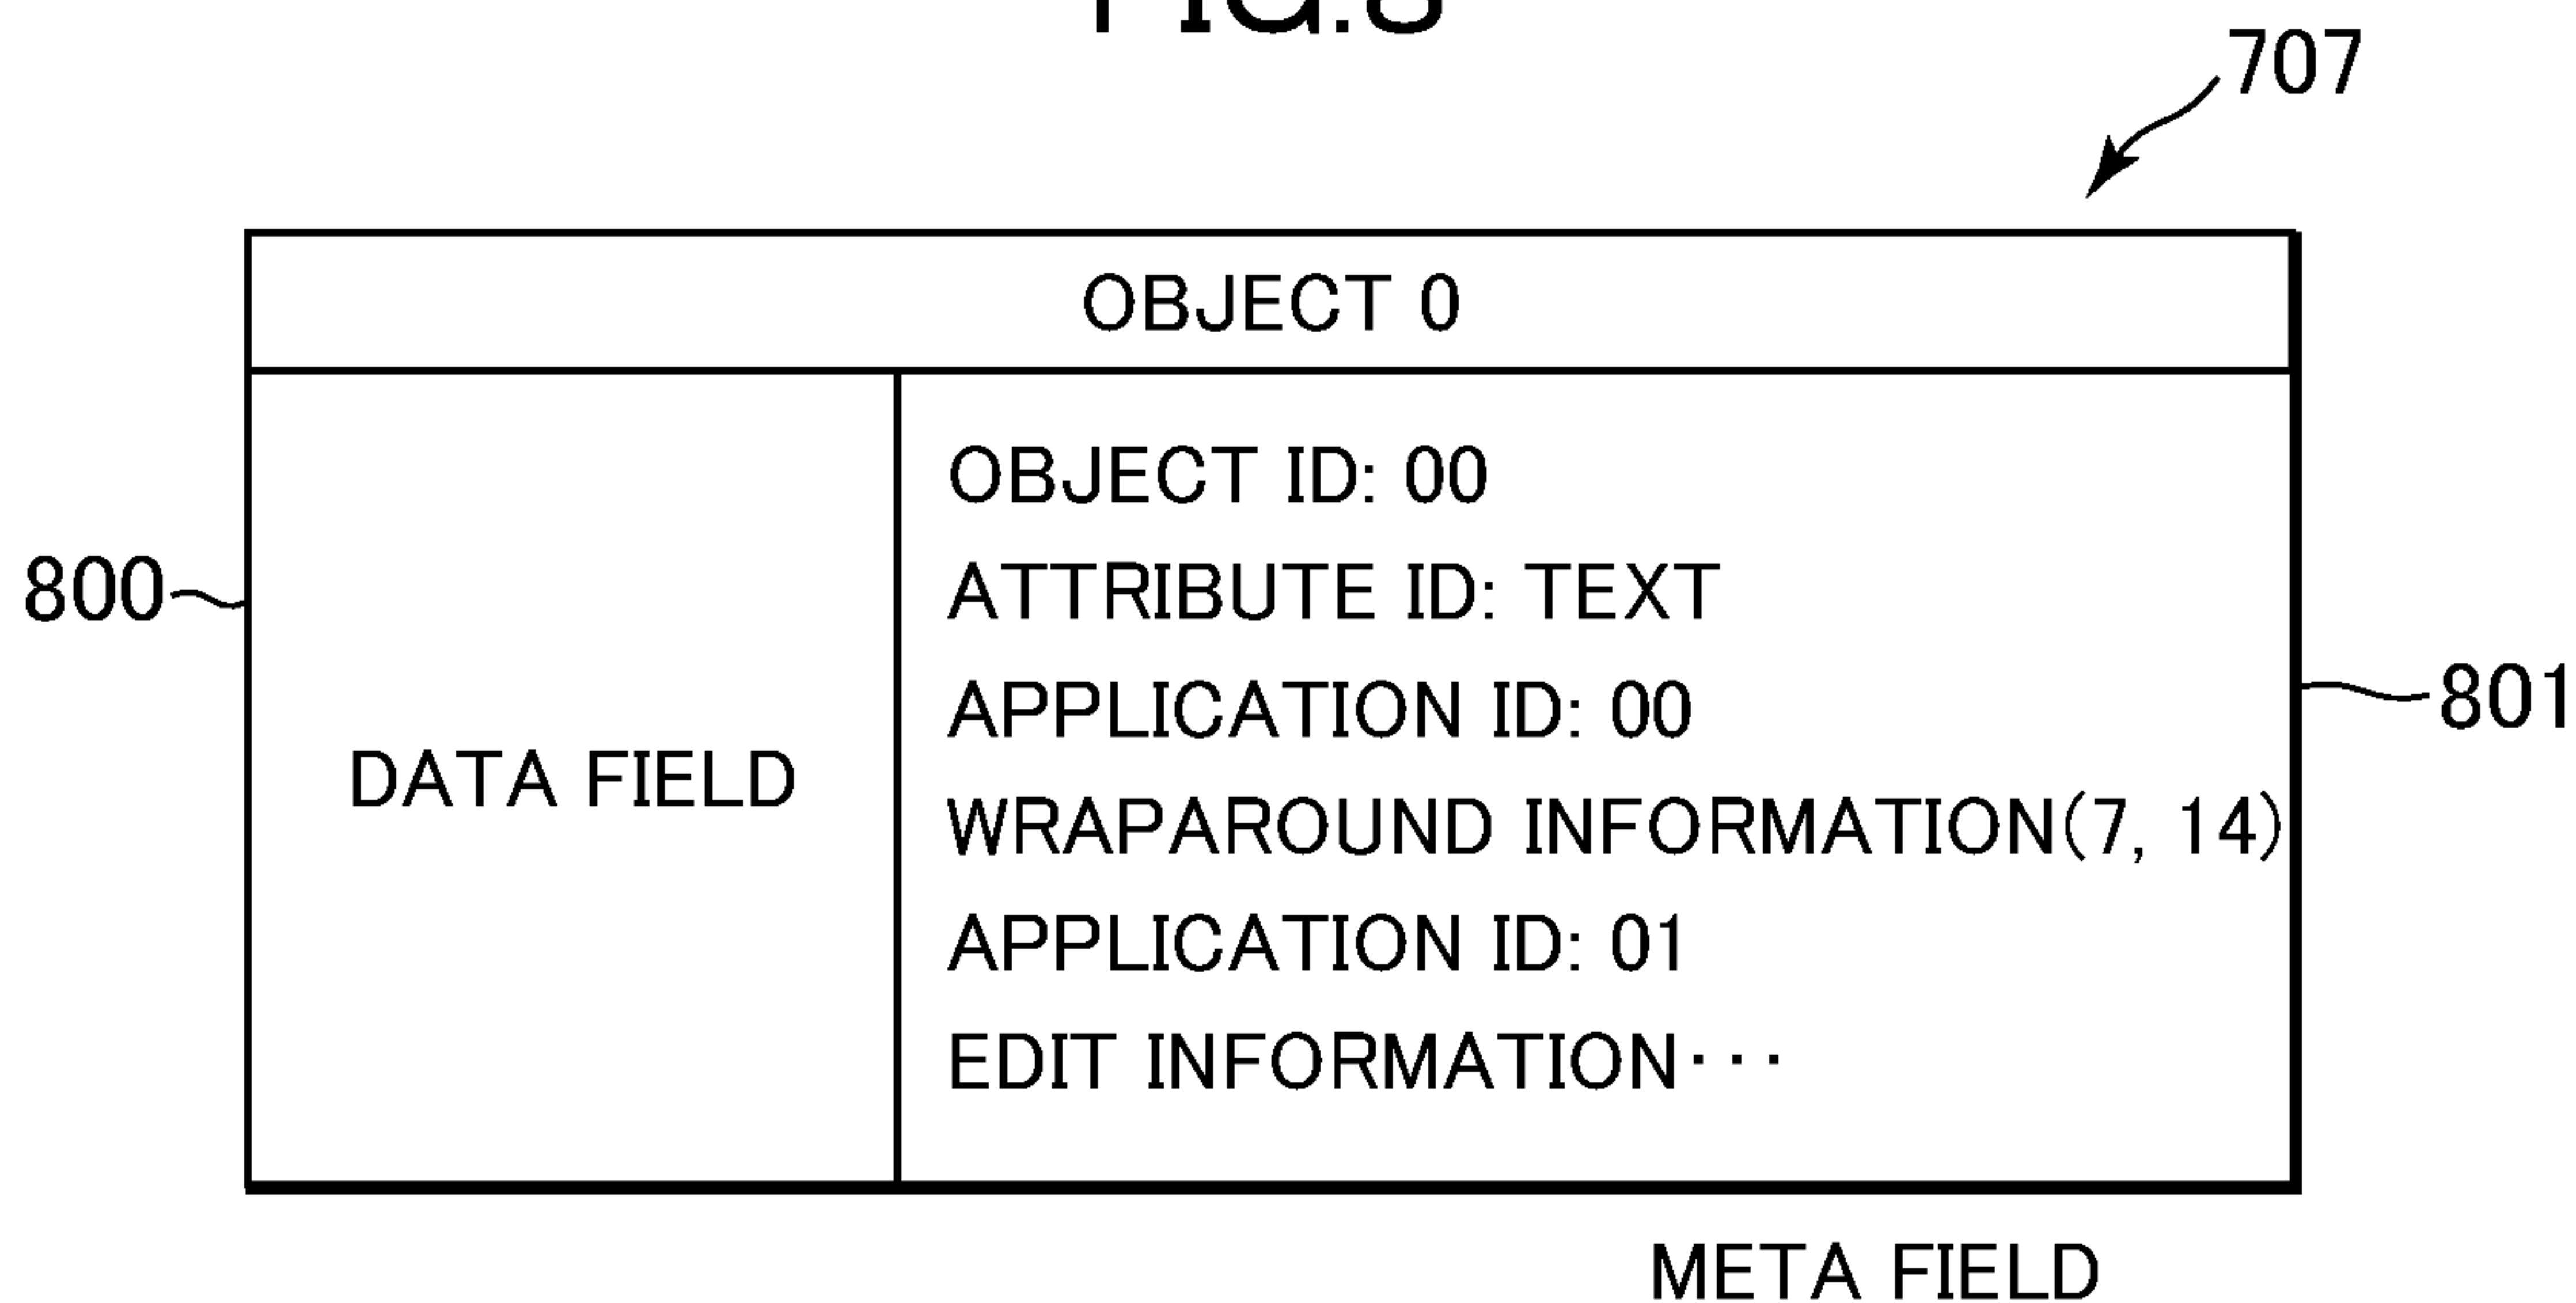 707
OBJECT 0
800
DATA FIELD
OBJECT ID: 00
ATTRIBUTE ID: TEXT
APPLICATION ID: 00
WRAPAROUND INFORMATION(7, 14)
APPLICATION ID: 01
EDIT INFORMATION···
801
META FIELD